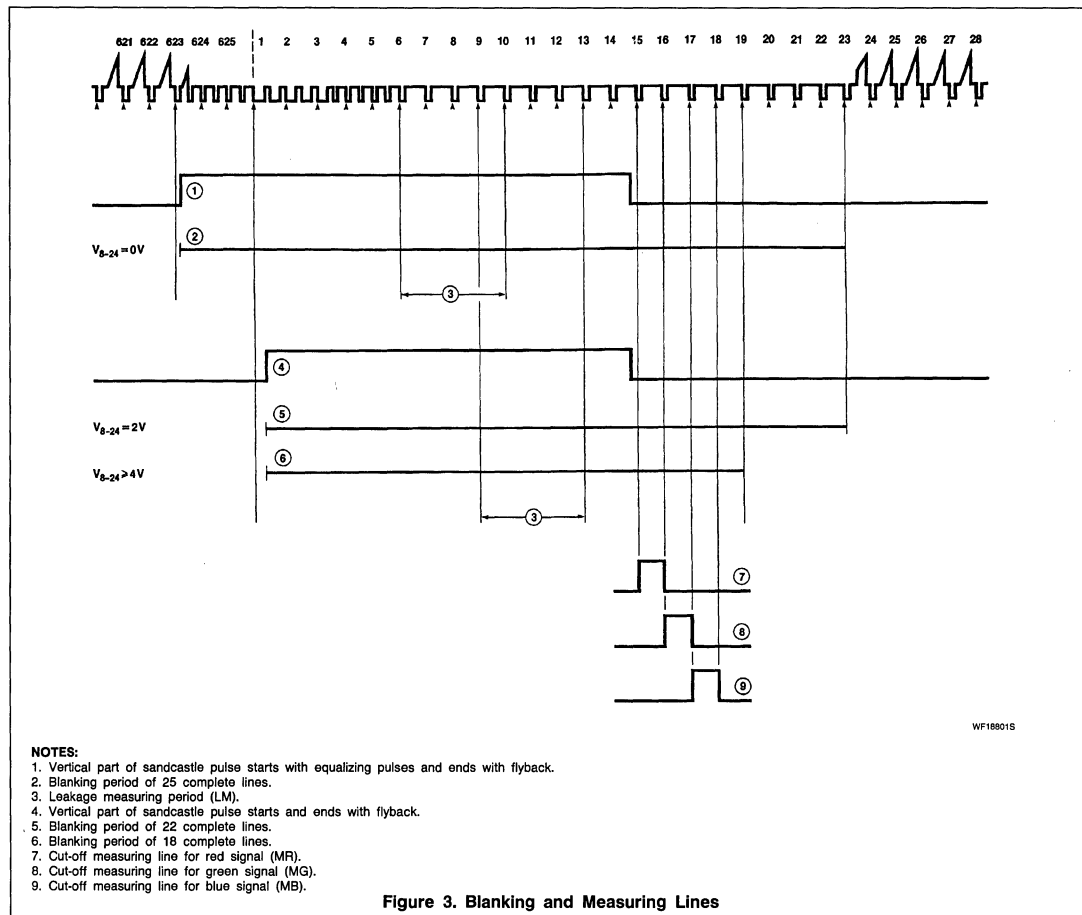 621 622 623 624 625 1 2 3 4 5 6 7 8 9 10 11 12 13 14 15 16 17 18 19 20 21 22 23 24 25 26 27 28
①
②
V8-24=0V
③
④
⑤
V8-24=2V
⑥
V8-24≥4V
③
⑦
⑧
⑨
WF18801S
NOTES:
1. Vertical part of sandcastle pulse starts with equalizing pulses and ends with flyback.
2. Blanking period of 25 complete lines.
3. Leakage measuring period (LM).
4. Vertical part of sandcastle pulse starts and ends with flyback.
5. Blanking period of 22 complete lines.
6. Blanking period of 18 complete lines.
7. Cut-off measuring line for red signal (MR).
8. Cut-off measuring line for green signal (MG).
9. Cut-off measuring line for blue signal (MB).
Figure 3. Blanking and Measuring Lines